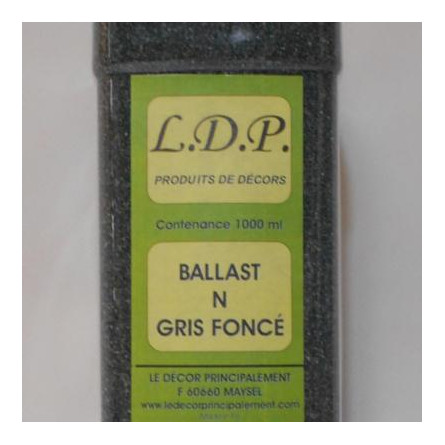 L.D.P.
PRODUITS DE DÉCORS
Contenance 1000 ml
BALLAST
N
GRIS FONCÉ
LE DECOR PRINCIPALEMENT
F 60660 MAYSEL
www.ledecorprincipalement.com